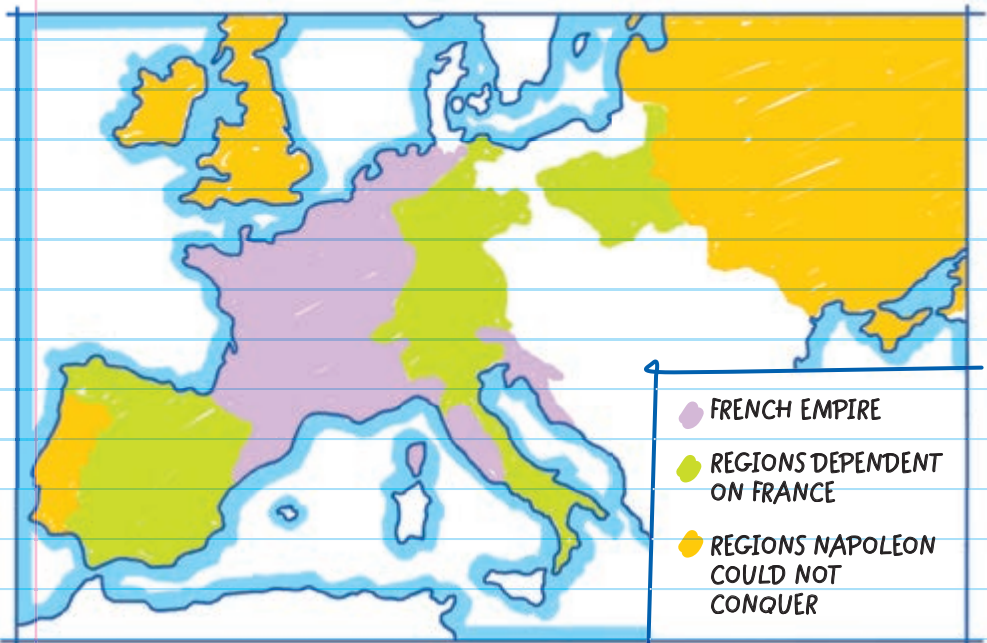 FRENCH EMPIRE
REGIONS DEPENDENT
ON FRANCE
REGIONS NAPOLEON
COULD NOT
CONQUER